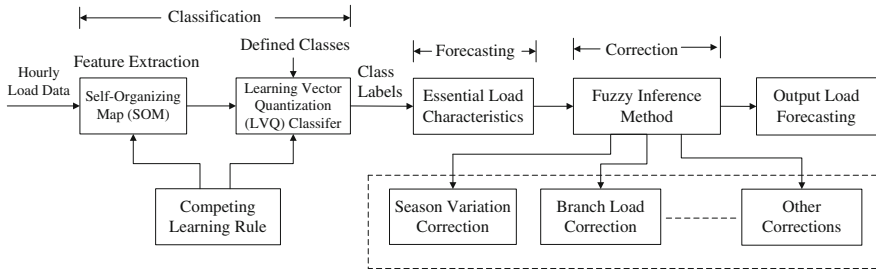 Classification
Defined Classes
Forecasting
Correction
Feature Extraction
Hourly
Load Data
Self-Organizing
Map (SOM)
Learning Vector
Quantization
(LVQ) Classifer
Class
Labels
Essential Load
Characteristics
Fuzzy Inference
Method
Output Load
Forecasting
Competing
Learning Rule
Season Variation
Correction
Branch Load
Correction
Other
Corrections